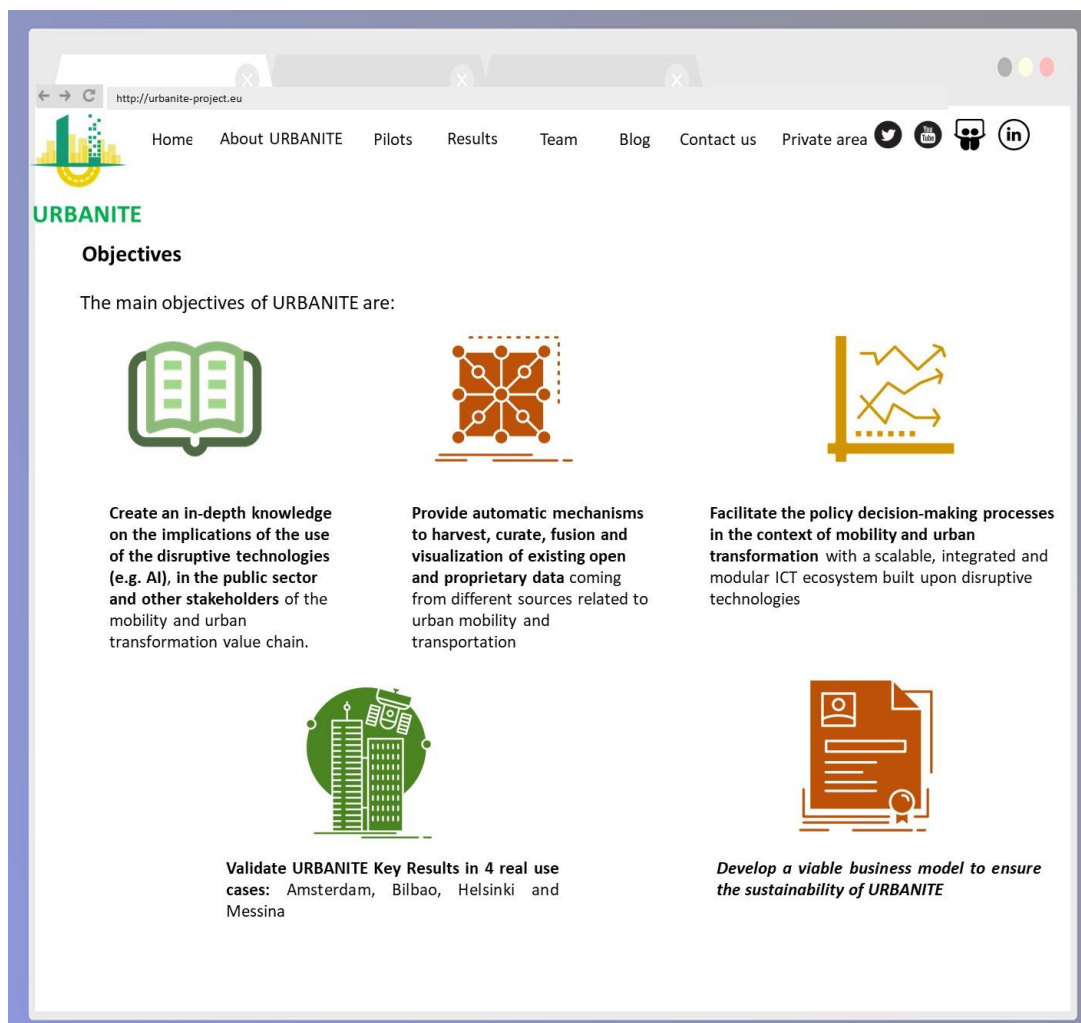 X X X
http://urbanite-project.eu
Home About URBANITE Pilots Results Team Blog Contact us Private area You Tube in
URBANITE
Objectives
The main objectives of URBANITE are:
Create an in-depth knowledge
on the implications of the use
of the disruptive technologies
(e.g. AI), in the public sector
and other stakeholders of the
mobility and urban
transformation value chain.
Provide automatic mechanisms
to harvest, curate, fusion and
visualization of existing open
and proprietary data coming
from different sources related to
urban mobility and
transportation
Facilitate the policy decision-making processes
in the context of mobility and urban
transformation with a scalable, integrated and
modular ICT ecosystem built upon disruptive
technologies
Validate URBANITE Key Results in 4 real use
cases: Amsterdam, Bilbao, Helsinki and
Messina
Develop a viable business model to ensure
the sustainability of URBANITE